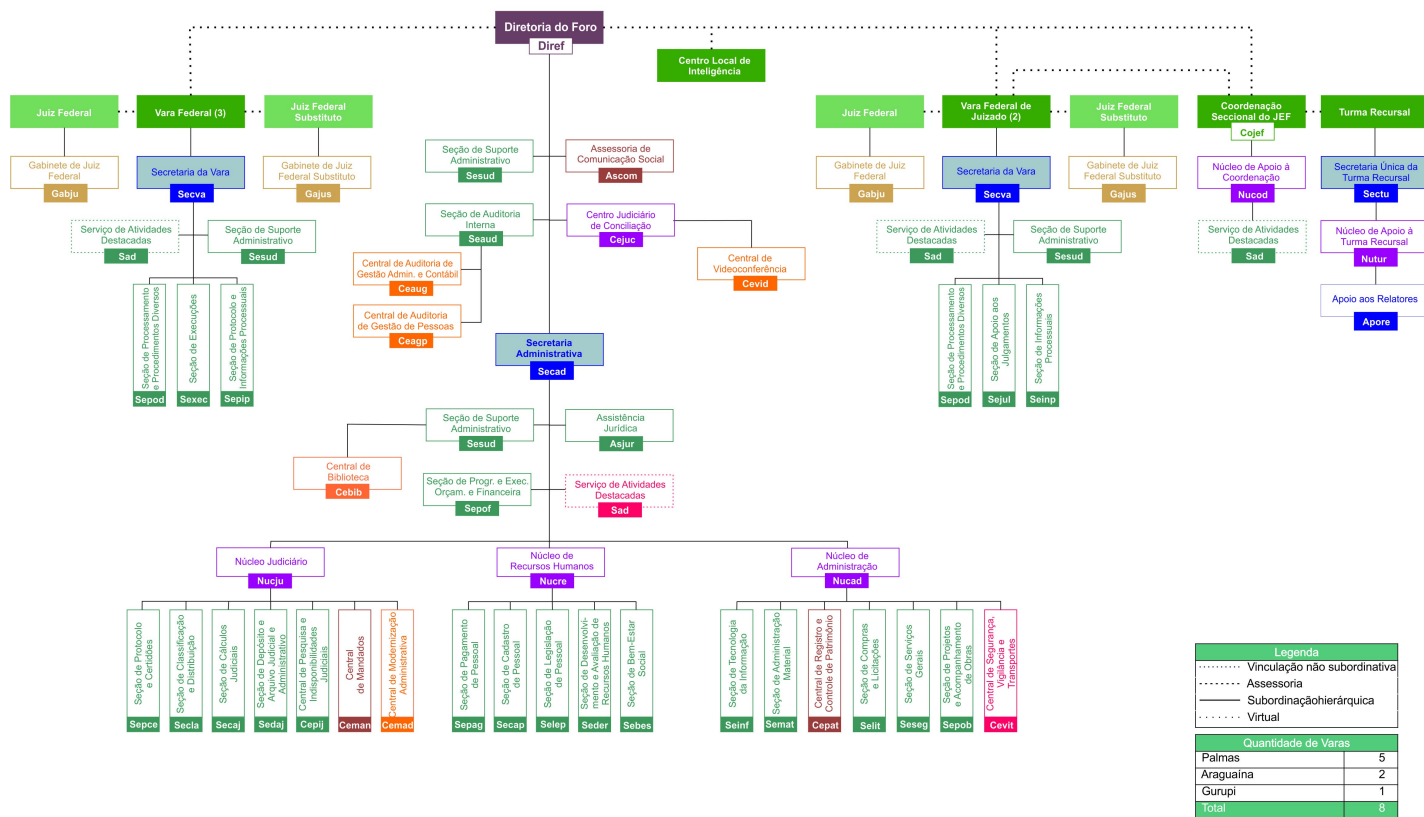 Diretoria do Foro
Diref
Centro Local de
Inteligência
Juiz Federal
Vara Federal (3)
Juiz Federal
Substituto
Gabinete de Juiz
Federal
Gabju
Secretaria da Vara
Secva
Gabinete de Juiz
Federal Substituto
Gajus
Serviço de Atividades
Destacadas
Sad
Seção de Suporte
Administrativo
Sesud
Seção de Processamento
e Procedimentos Diversos
Sepod
Seção de Execuções
Sexec
Seção de Protocolo e
Informações Processuais
Sepip
Seção de Suporte
Administrativo
Sesud
Assessoria de
Comunicação Social
Ascom
Seção de Auditoria
Interna
Seaud
Centro Judiciário
de Conciliação
Cejuc
Central de Auditoria de
Gestão Admin. e Contábil
Ceaug
Central de
Videoconferência
Cevid
Central de Auditoria
de Gestão de Pessoas
Ceagp
Secretaria
Administrativa
Secad
Juiz Federal
Vara Federal de
Juizado (2)
Juiz Federal
Substituto
Coordenação
Seccional do JEF
Cojef
Turma Recursal
Gabinete de Juiz
Federal
Gabju
Secretaria da Vara
Secva
Gabinete de Juiz
Federal Substituto
Gajus
Núcleo de Apoio à
Coordenação
Nucod
Secretaria Única da
Turma Recursal
Sectu
Serviço de Atividades
Destacadas
Sad
Seção de Suporte
Administrativo
Sesud
Serviço de Atividades
Destacadas
Sad
Núcleo de Apoio à
Turma Recursal
Nutur
Apoio aos Relatores
Apore
Seção de Processamento
e Procedimentos Diversos
Sepod
Seção de Apoio aos
Julgamentos
Sejul
Seção de Informações
Processuais
Seinp
Seção de Suporte
Administrativo
Sesud
Assistência
Jurídica
Asjur
Central de
Biblioteca
Cebib
Seção de Progr. e Exec.
Orçam. e Financeira
Sepof
Serviço de Atividades
Destacadas
Sad
Núcleo Judiciário
Nucju
Núcleo de
Recursos Humanos
Nucre
Núcleo de
Administração
Nucad
Seção de Protocolo
e Certidões
Sepce
Seção de Classificação
e Distribuição
Secla
Seção de Cálculos
Judiciais
Secaj
Seção de Depósito e
Arquivo Judicial e
Administrativo
Sedaj
Central de Pesquisa e
Indisponibilidades
Judiciais
Cepij
Central
de Mandados
Ceman
Central de Modernização
Administrativa
Cemad
Seção de Pagamento
de Pessoal
Sepag
Seção de Cadastro
de Pessoal
Secap
Seção de Legislação
de Pessoal
Selep
Seção de Desenvolvi-
mento e Avaliação de
Recursos Humanos
Seder
Seção de Bem-Estar
Social
Sebes
Seção de Tecnologia
da Informação
Seinf
Seção de Administração
Material
Semat
Central de Registro e
Controle de Patrimônio
Cepat
Seção de Compras
e Licitações
Selit
Seção de Serviços
Gerais
Seseg
Seção de Projetos
e Acompanhamento
de Obras
Sepob
Central de Segurança,
Vigilância e
Transportes
Cevit
Legenda
Vinculação não subordinativa
Assessoria
Subordinaçãohierárquica
Virtual
Quantidade de Varas
Palmas 5
Araguaína 2
Gurupi 1
Total 8